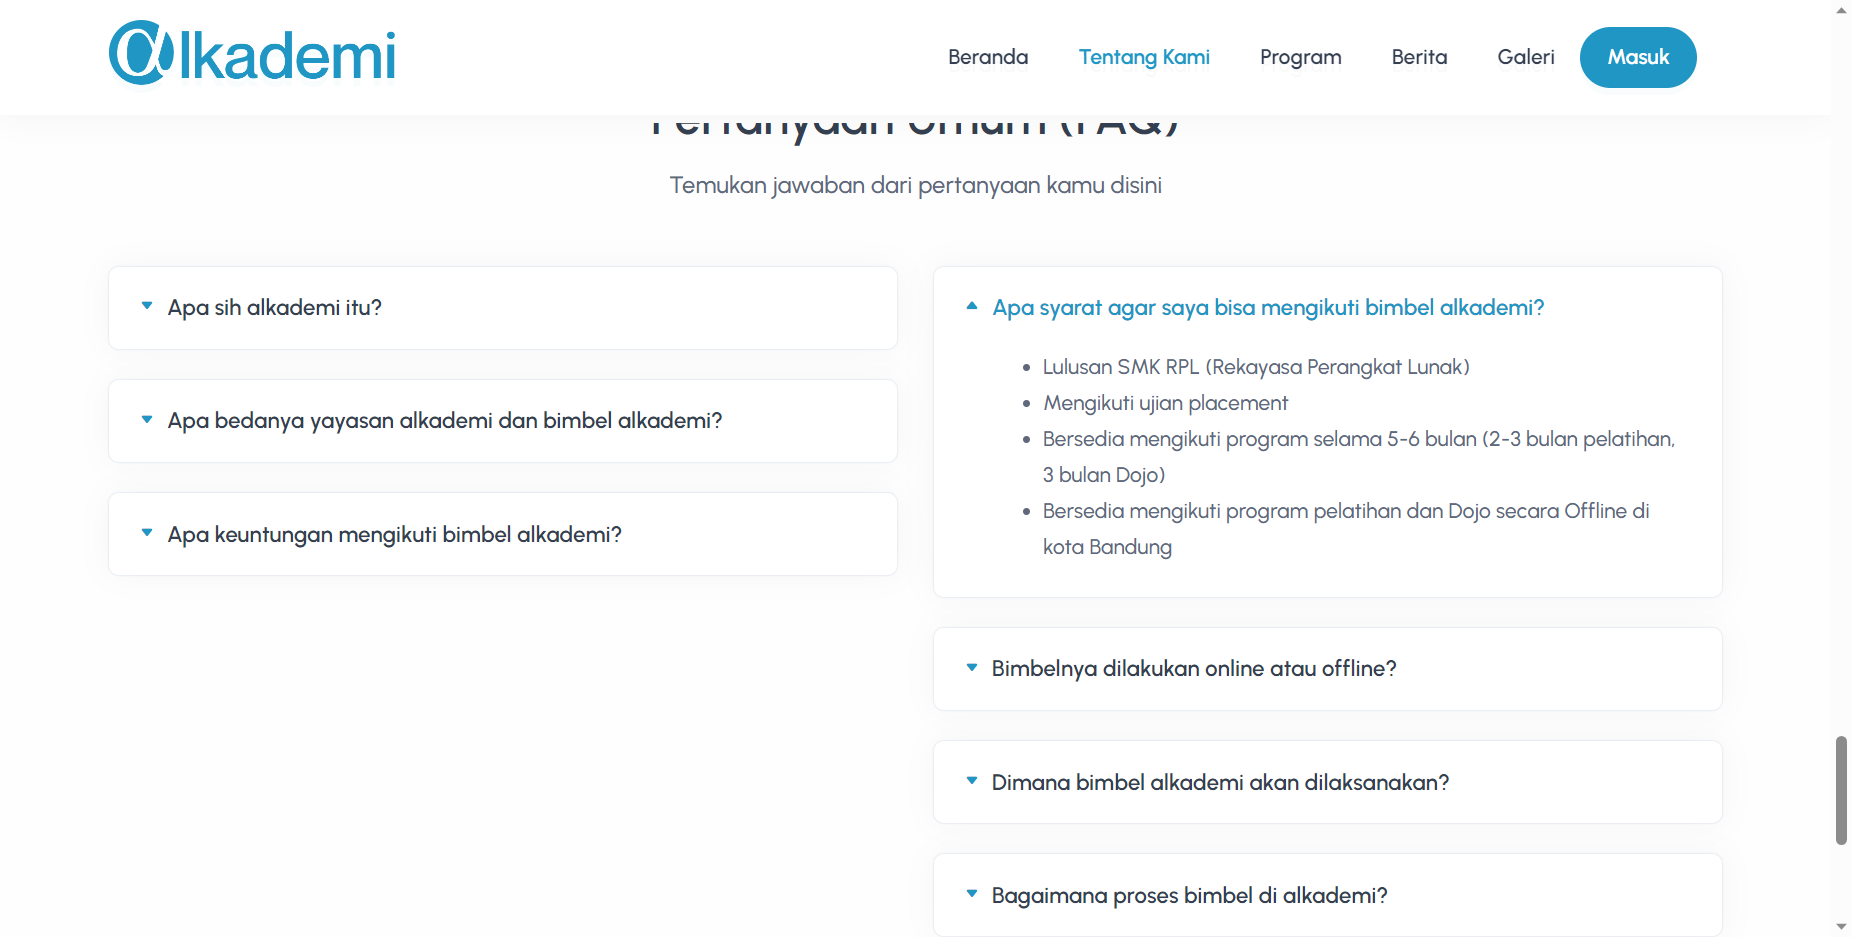 αlkademi
Beranda
Tentang Kami
Program
Berita
Galeri
Masuk
Pertanyaan Umum (FAQ)
Temukan jawaban dari pertanyaan kamu disini
Apa sih alkademi itu?
Apa bedanya yayasan alkademi dan bimbel alkademi?
Apa keuntungan mengikuti bimbel alkademi?
Apa syarat agar saya bisa mengikuti bimbel alkademi?
Lulusan SMK RPL (Rekayasa Perangkat Lunak)
Mengikuti ujian placement
Bersedia mengikuti program selama 5-6 bulan (2-3 bulan pelatihan,
3 bulan Dojo)
Bersedia mengikuti program pelatihan dan Dojo secara Offline di
kota Bandung
Bimbelnya dilakukan online atau offline?
Dimana bimbel alkademi akan dilaksanakan?
Bagaimana proses bimbel di alkademi?